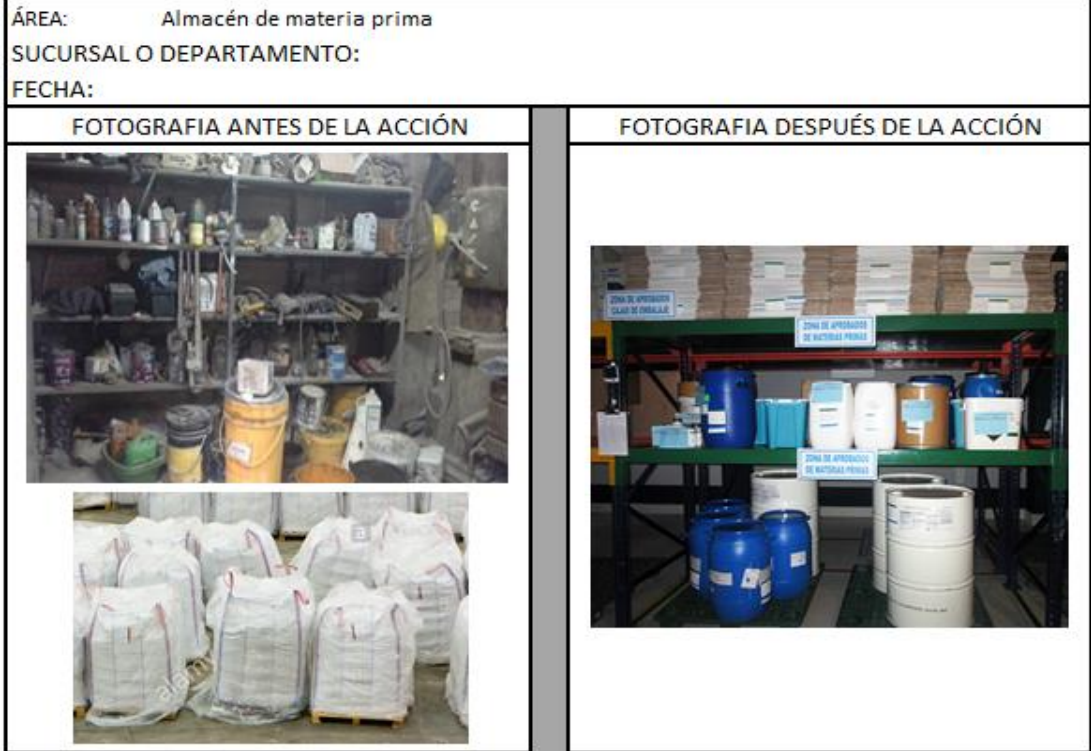 ÁREA: Almacén de materia prima
SUCURSAL O DEPARTAMENTO:
FECHA:
FOTOGRAFIA ANTES DE LA ACCIÓN
FOTOGRAFIA DESPUÉS DE LA ACCIÓN
ZONA DE APROBADOS
CAJAS DE EMBALAJE
ZONA DE APROBADOS
DE MATERIAS PRIMAS
ZONA DE APROBADOS
DE MATERIAS PRIMAS
alamy